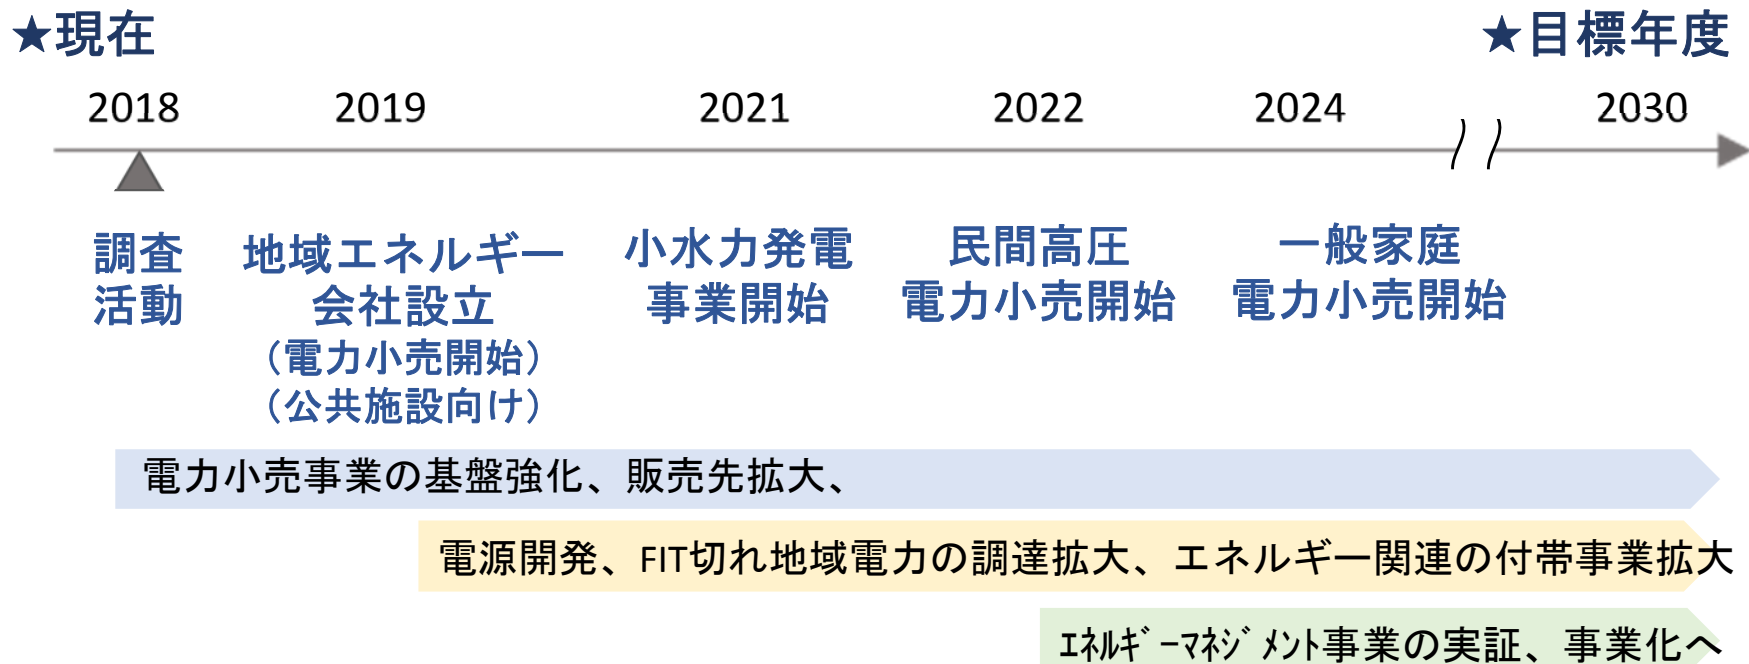 ★現在 ★目標年度
2018 2019 2021 2022 2024 2030
調査
活動
地域エネルギー
会社設立
(電力小売開始)
(公共施設向け)
小水力発電
事業開始
民間高圧
電力小売開始
一般家庭
電力小売開始
電力小売事業の基盤強化、販売先拡大、
電源開発、FIT切れ地域電力の調達拡大、エネルギー関連の付帯事業拡大
ｴﾈﾙｷﾞｰﾏﾈｼﾞﾒﾝﾄ事業の実証、事業化へ